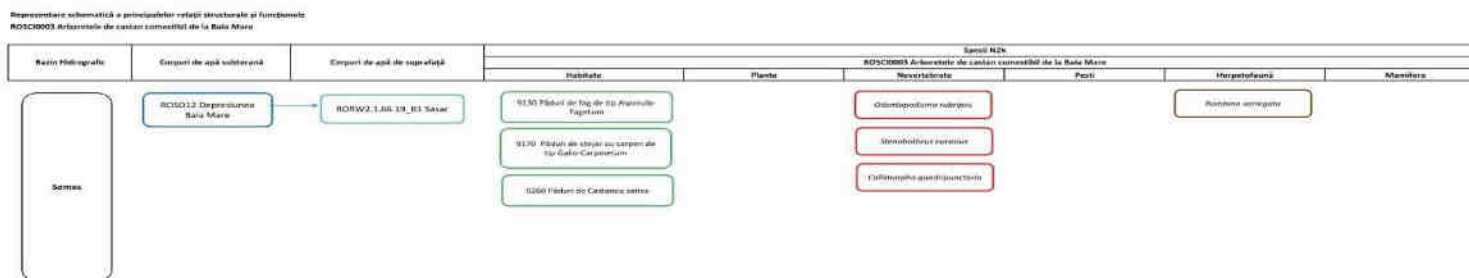 Reprezentare schematică a principalelor relații structurale și funcționale
ROSCI0003 Arboretele de castan comestibil de la Baia Mare
Bazin Hidrografic
Corpuri de apă subterană
Corpuri de apă de suprafață
Specii N2k
ROSCI0003 Arboretele de castan comestibil de la Baia Mare
Habitate
Plante
Nevertebrate
Pesti
Herpetofaună
Mamifere
Somes
ROSO12 Depresiunea
Baia Mare
RORW2.1.66.19_B1 Sasar
9130 Păduri de fag de tip Asperulo-
Fagetum
9170 Păduri de stejar cu carpen de
tip Galio-Carpinetum
9260 Păduri de Castanea sativa
Odontopodisma rubripes
Stenobothrus eurasius
Callimorpha quadripunctaria
Bombina variegata